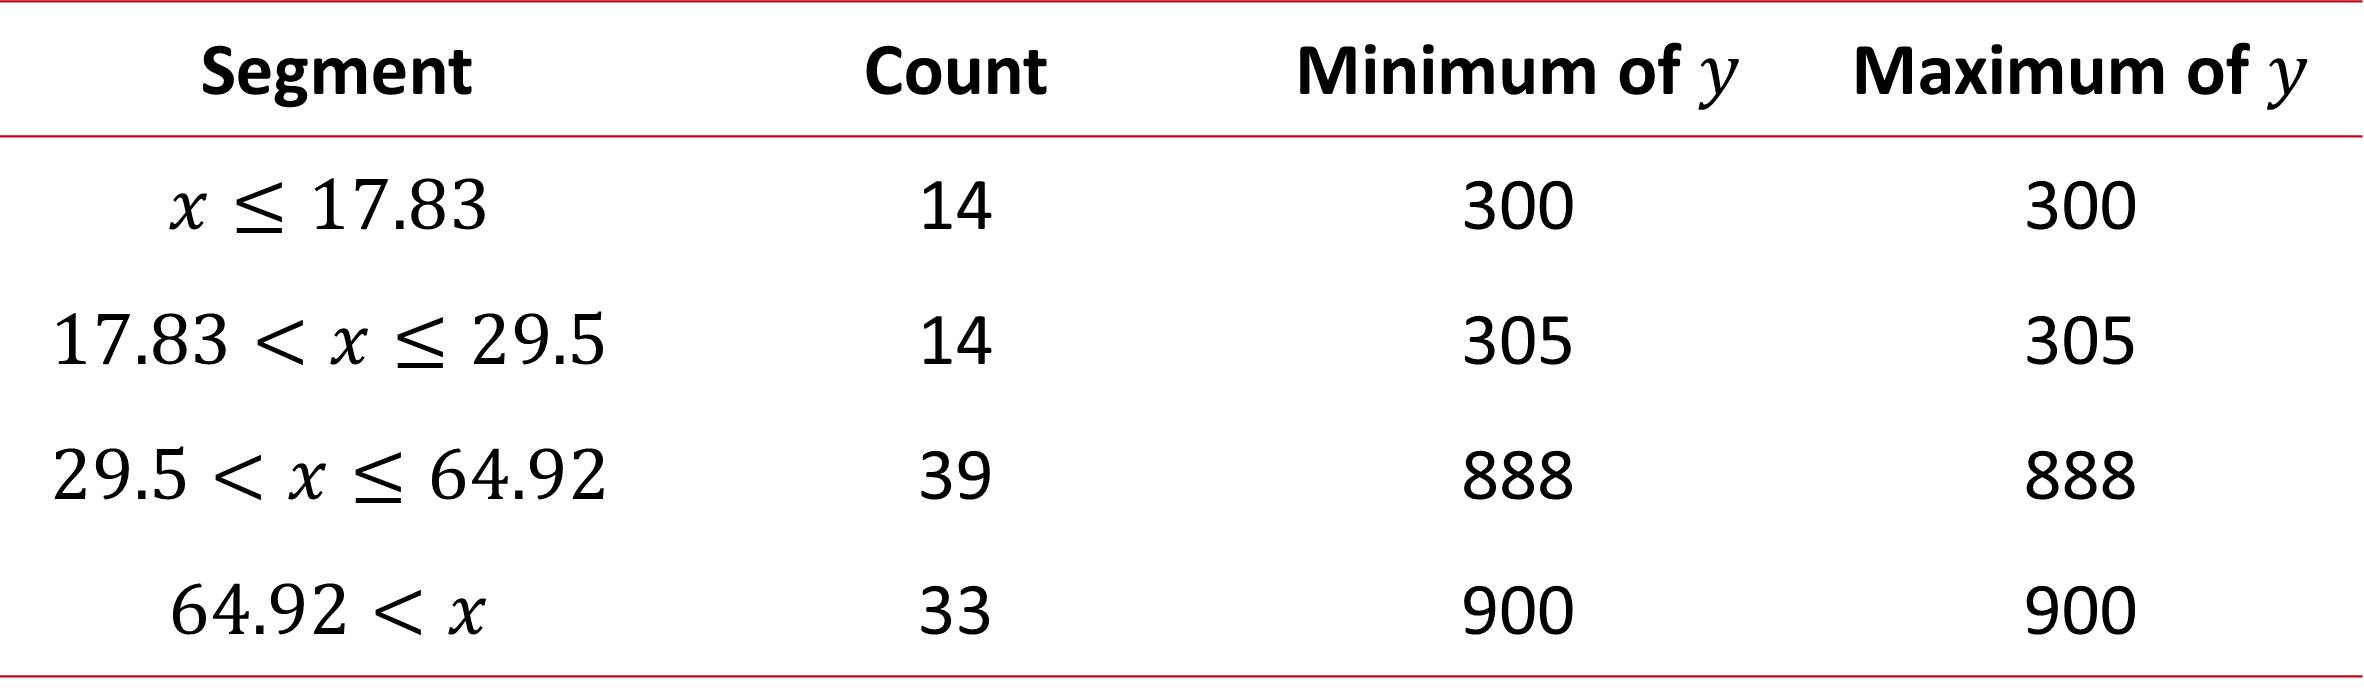 Segment Count Minimum of y Maximum of y
x ≤ 17.83 14 300 300
17.83 < x ≤ 29.5 14 305 305
29.5 < x ≤ 64.92 39 888 888
64.92 < x 33 900 900